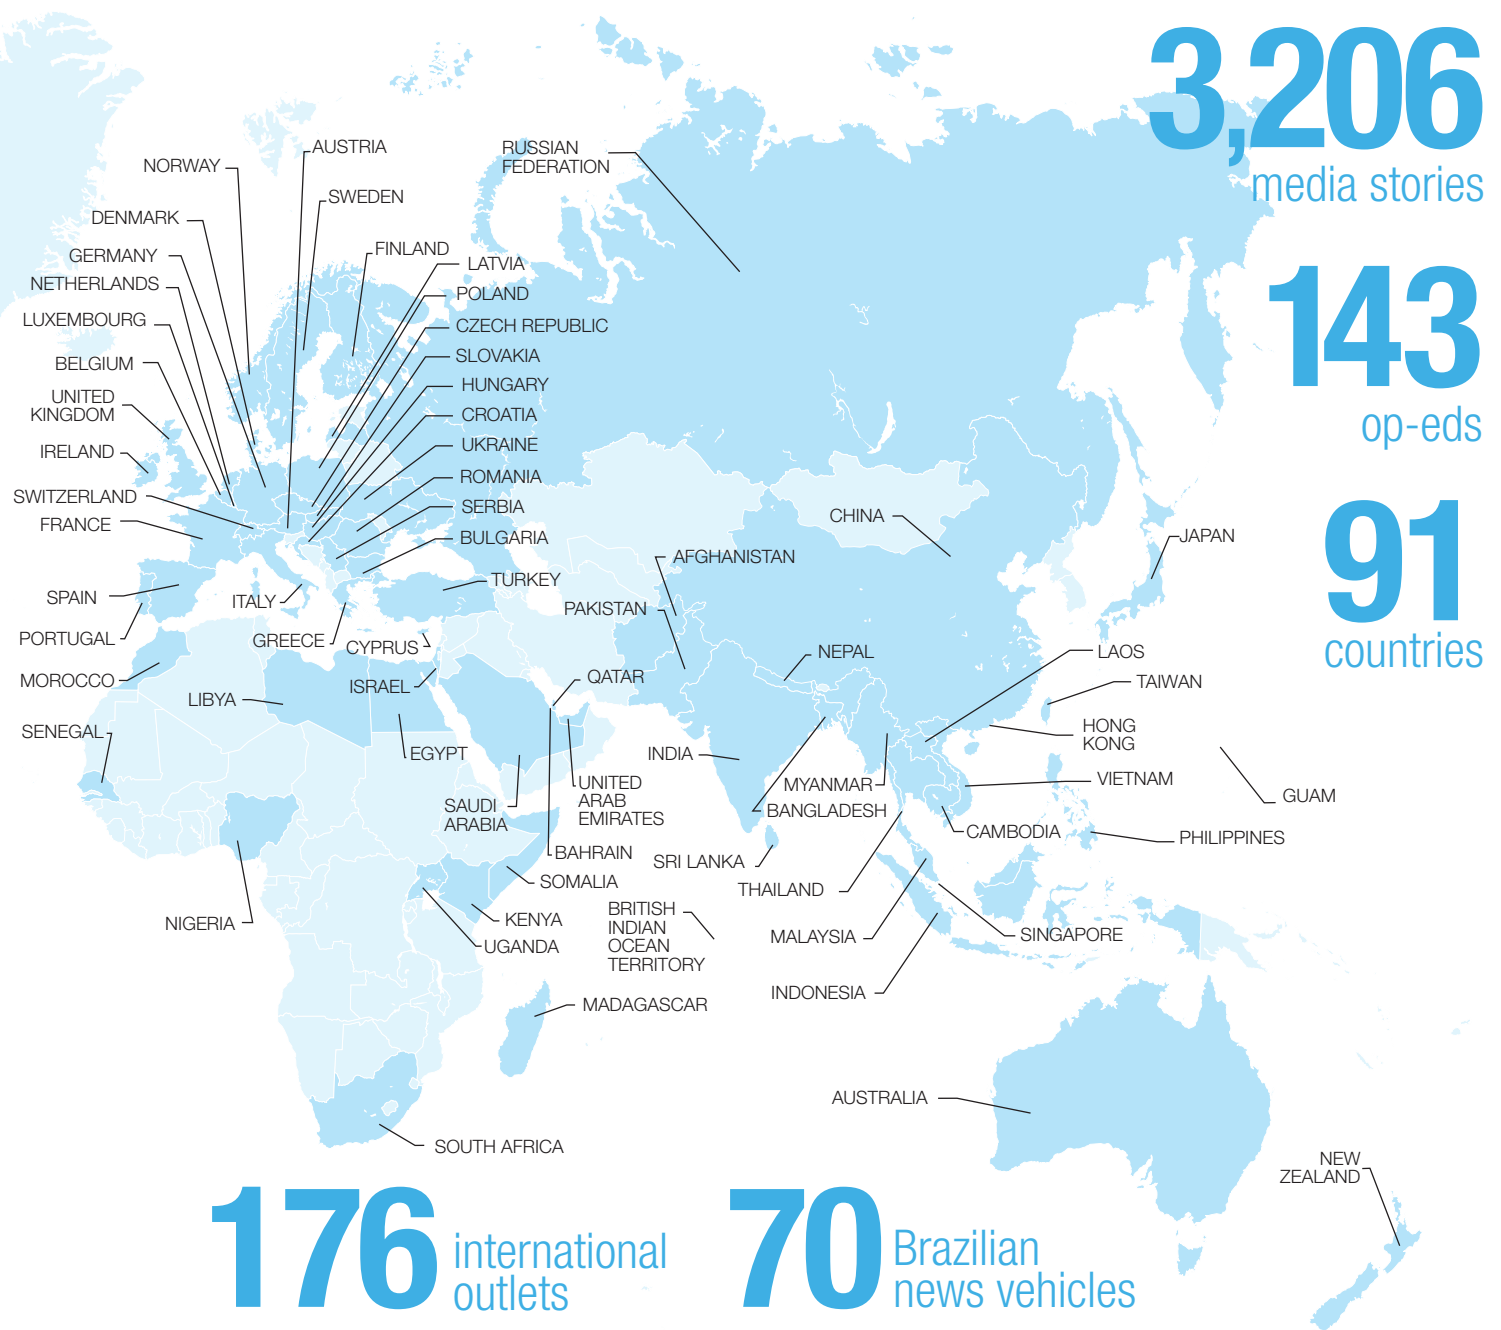 3,206
media stories
143
op-eds
91
countries
AUSTRIA
NORWAY
SWEDEN
DENMARK
GERMANY
NETHERLANDS
LUXEMBOURG
BELGIUM
UNITED
KINGDOM
IRELAND
SWITZERLAND
FRANCE
SPAIN
PORTUGAL
MOROCCO
SENEGAL
FINLAND
LATVIA
POLAND
CZECH REPUBLIC
SLOVAKIA
HUNGARY
CROATIA
UKRAINE
ROMANIA
SERBIA
BULGARIA
TURKEY
ITALY
GREECE
CYPRUS
ISRAEL
LIBYA
EGYPT
RUSSIAN
FEDERATION
CHINA
JAPAN
AFGHANISTAN
PAKISTAN
NEPAL
QATAR
INDIA
LAOS
TAIWAN
HONG
KONG
VIETNAM
GUAM
PHILIPPINES
CAMBODIA
MYANMAR
BANGLADESH
SAUDI
ARABIA
UNITED
ARAB
EMIRATES
BAHRAIN
SOMALIA
KENYA
UGANDA
NIGERIA
SRI LANKA
THAILAND
BRITISH
INDIAN
OCEAN
TERRITORY
MALAYSIA
SINGAPORE
INDONESIA
MADAGASCAR
AUSTRALIA
SOUTH AFRICA
NEW
ZEALAND
176
international
outlets
70
Brazilian
news vehicles